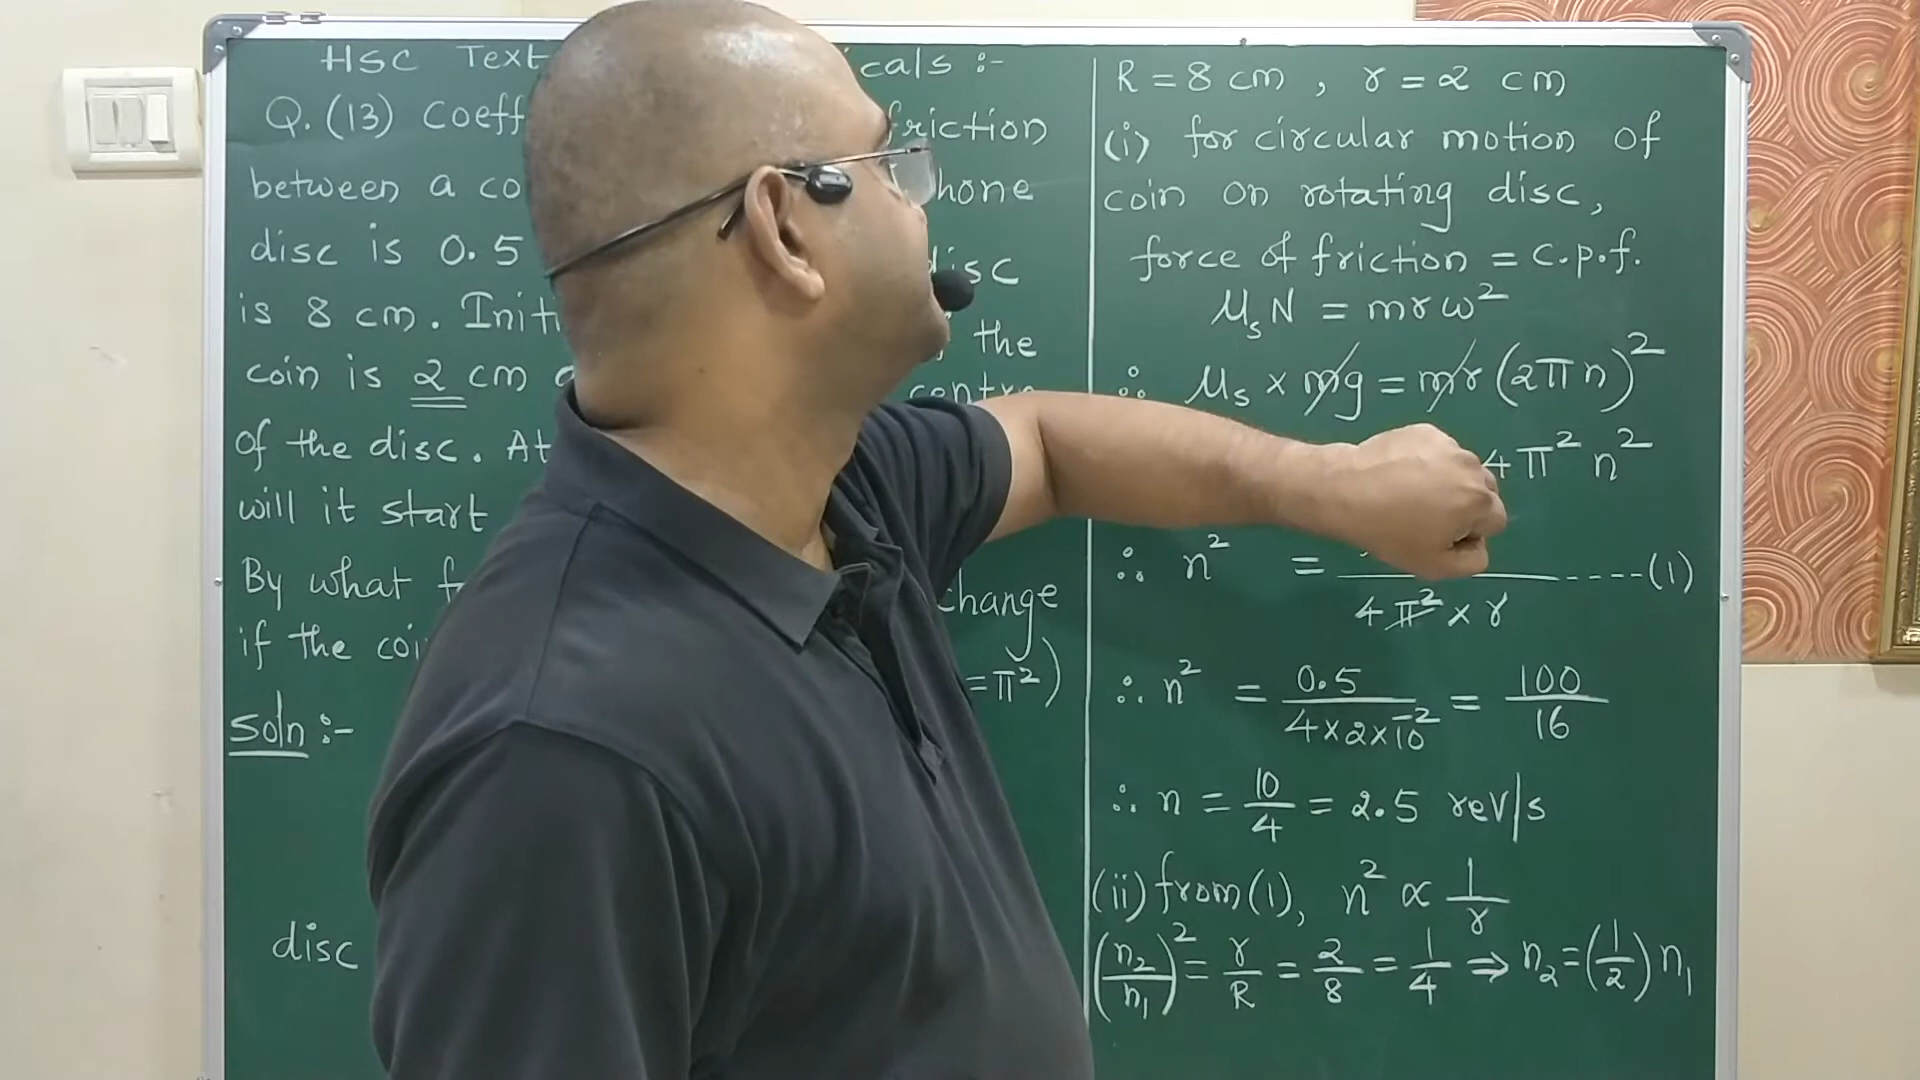 HSC Text cals :-
Q. (13) Coeff friction
between a co hone
disc is 0.5 disc
is 8 cm. Initi the
coin is 2 cm centre
of the disc. At
will it start
By what f change
if the coi =π²)
Soln :-
disc
R = 8 cm , r = 2 cm
(i) for circular motion of
coin on rotating disc,
force of friction = C.p.f.
μₛN = mrω²
∴ μₛ × mg = mr(2πn)²
4π² n²
∴ n² = / 4π² × r ----(1)
∴ n² = 0.5 / 4×2×10⁻² = 100/16
∴ n = 10/4 = 2.5 rev/s
(ii) from (1), n² ∝ 1/r
(n₂/n₁)² = r/R = 2/8 = 1/4 ⇒ n₂ = (1/2) n₁